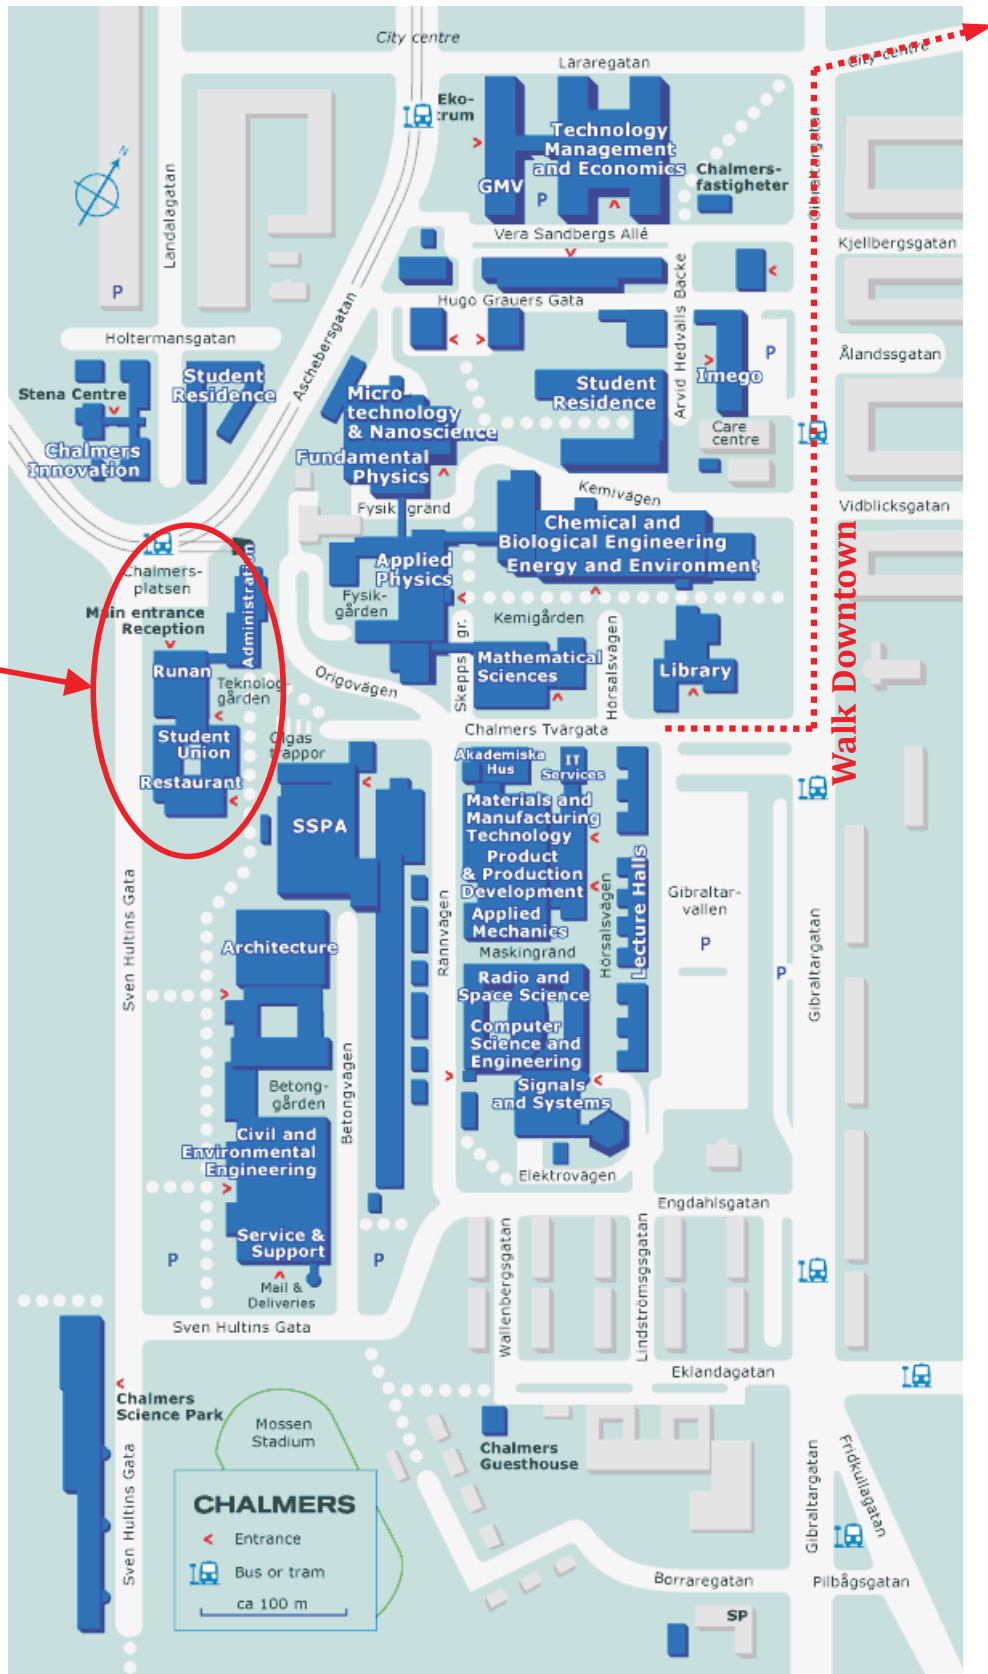 City centre
City centre
Läraregatan
Eko-
trum
Technology
Management
and Economics
GMV
P
Chalmers-
fastigheter
Gibraltargatan
N
Landalagatan
Vera Sandbergs Allé
Kjellbergsgatan
P
Hugo Grauers Gata
Arvid Hedvalls Backe
Aschebergsgatan
Holtermansgatan
P
Ålandsgatan
Stena Centre
Student
Residence
Imego
Micro-
technology
& Nanoscience
Student
Residence
Care
centre
Chalmers
Innovation
Fundamental
Physics
Kemivägen
Vidblicksgatan
Fysikgränd
Chemical and
Biological Engineering
Energy and Environment
Chalmers-
platsen
Administration
Applied
Physics
Fysik-
gården
Main entrance
Reception
Kemigården
Skepps gr.
Hörsalsvägen
Runan
Teknolog-
gården
Origovägen
Mathematical
Sciences
Library
Walk Downtown
Student
Union
Olgas
trappor
Chalmers Tvärgata
Restaurant
Akademiska
Hus
IT
Services
SSPA
Materials and
Manufacturing
Technology
Product
& Production
Development
Applied
Mechanics
Rännvägen
Hörsalsvägen
Lecture Halls
Gibraltar-
vallen
P
P
Gibraltargatan
Sven Hultins Gata
Architecture
Maskingränd
Radio and
Space Science
Computer
Science and
Engineering
Signals
and Systems
Betong-
gården
Betongvägen
Civil and
Environmental
Engineering
Elektrovägen
Engdahlsgatan
Service &
Support
P
P
Mail &
Deliveries
Wallenbergsgatan
Lindströmsgatan
Sven Hultins Gata
Eklandagatan
Chalmers
Science Park
Mossen
Stadium
Chalmers
Guesthouse
Gibraltargatan
Fridkullagatan
Sven Hultins Gata
CHALMERS
Entrance
Bus or tram
ca 100 m
Borraregatan
Pilbågsgatan
SP